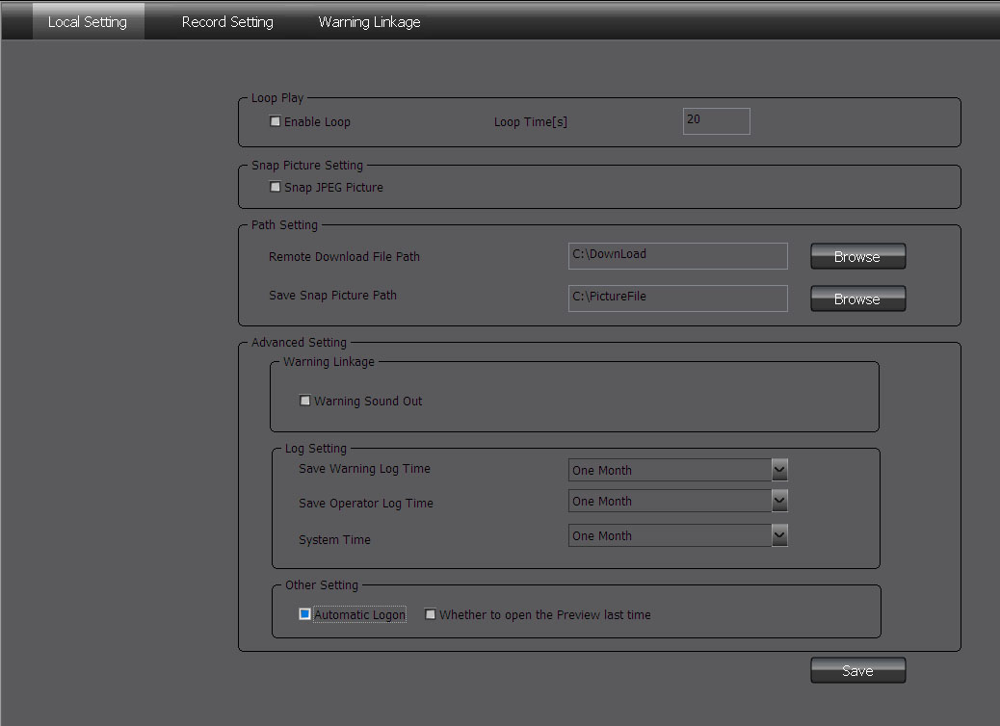 Local Setting Record Setting Warning Linkage
Loop Play
Enable Loop Loop Time[s] 20
Snap Picture Setting
Snap JPEG Picture
Path Setting
Remote Download File Path C:\DownLoad Browse
Save Snap Picture Path C:\PictureFile Browse
Advanced Setting
Warning Linkage
Warning Sound Out
Log Setting
Save Warning Log Time One Month
Save Operator Log Time One Month
System Time One Month
Other Setting
Automatic Logon Whether to open the Preview last time
Save